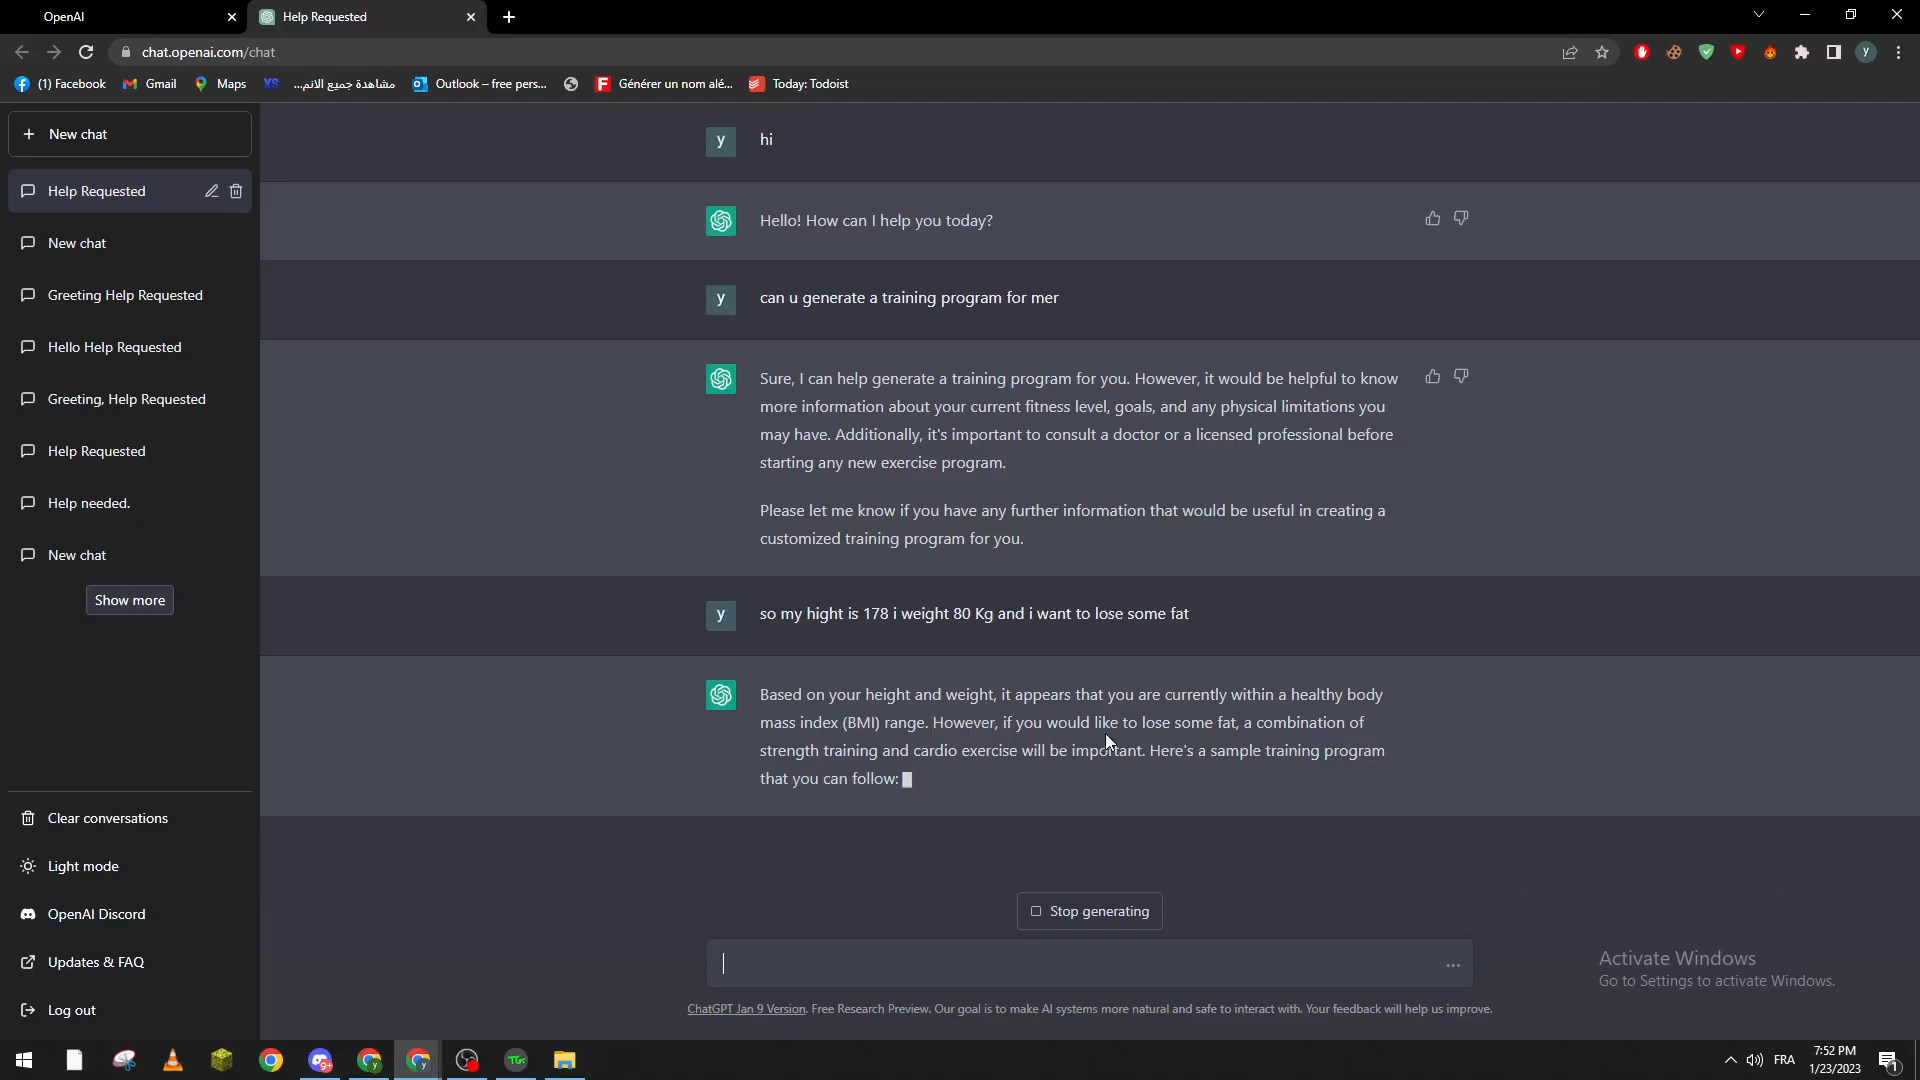 OpenAI
Help Requested
chat.openai.com/chat
y
(1) Facebook
Gmail
Maps
XS
مشاهدة جميع الانم...
Outlook – free pers...
F
Générer un nom alé...
Today: Todoist
New chat
Help Requested
New chat
Greeting Help Requested
Hello Help Requested
Greeting, Help Requested
Help Requested
Help needed.
New chat
Show more
Clear conversations
Light mode
OpenAI Discord
Updates & FAQ
Log out
y
hi
Hello! How can I help you today?
y
can u generate a training program for mer
Sure, I can help generate a training program for you. However, it would be helpful to know
more information about your current fitness level, goals, and any physical limitations you
may have. Additionally, it's important to consult a doctor or a licensed professional before
starting any new exercise program.
Please let me know if you have any further information that would be useful in creating a
customized training program for you.
y
so my hight is 178 i weight 80 Kg and i want to lose some fat
Based on your height and weight, it appears that you are currently within a healthy body
mass index (BMI) range. However, if you would like to lose some fat, a combination of
strength training and cardio exercise will be important. Here's a sample training program
that you can follow:
Stop generating
...
ChatGPT Jan 9 Version. Free Research Preview. Our goal is to make AI systems more natural and safe to interact with. Your feedback will help us improve.
Activate Windows
Go to Settings to activate Windows.
9+
y
y
TGr
FRA
7:52 PM
1/23/2023
1